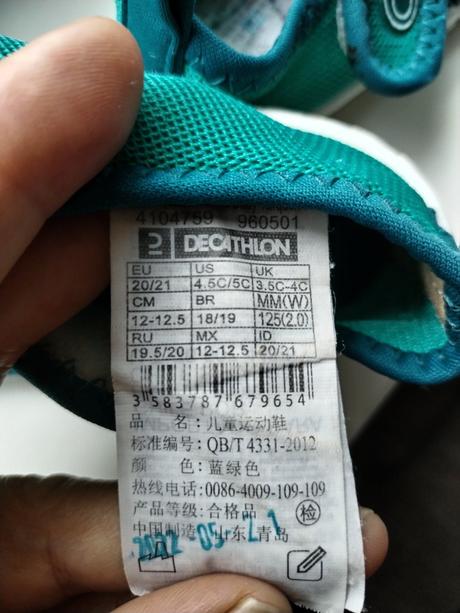 4104759 960501
DECATHLON
EU US UK
20/21 4.5C/5C 3.5C-4C
CM BR MM(W)
12-12.5 18/19 125(2.0)
RU MX ID
19.5/20 12-12.5 20/21
3 583787 679654
品 名:儿童运动鞋
标准编号:QB/T 4331-2012
颜 色:蓝绿色
热线电话:0086-4009-109-109
产品等级:合格品 检
中国制造 山东 青岛
2022 05